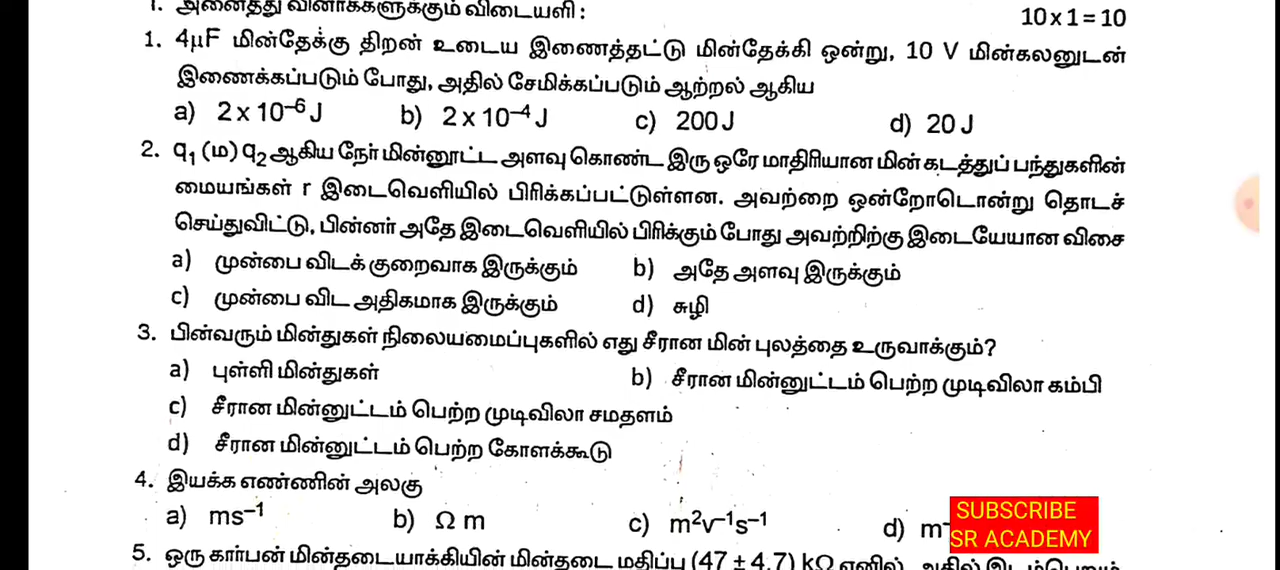 1. அனைத்து வினாக்களுக்கும் விடையளி :
10 x 1 = 10
1. 4μF மின்தேக்கு திறன் உடைய இணைத்தட்டு மின்தேக்கி ஒன்று, 10 V மின்கலனுடன்
இணைக்கப்படும் போது, அதில் சேமிக்கப்படும் ஆற்றல் ஆகிய
a) 2 x 10⁻⁶ J b) 2 x 10⁻⁴ J c) 200 J d) 20 J
2. q₁ (ம) q₂ ஆகிய நேர் மின்னூட்ட அளவு கொண்ட இரு ஒரே மாதிரியான மின் கடத்துப் பந்துகளின்
மையங்கள் r இடைவெளியில் பிரிக்கப்பட்டுள்ளன. அவற்றை ஒன்றோடொன்று தொடச்
செய்துவிட்டு, பின்னர் அதே இடைவெளியில் பிரிக்கும் போது அவற்றிற்கு இடையேயான விசை
a) முன்பை விடக் குறைவாக இருக்கும் b) அதே அளவு இருக்கும்
c) முன்பை விட அதிகமாக இருக்கும் d) சுழி
3. பின்வரும் மின்துகள் நிலையமைப்புகளில் எது சீரான மின் புலத்தை உருவாக்கும்?
a) புள்ளி மின்துகள் b) சீரான மின்னுட்டம் பெற்ற முடிவிலா கம்பி
c) சீரான மின்னுட்டம் பெற்ற முடிவிலா சமதளம்
d) சீரான மின்னுட்டம் பெற்ற கோளக்கூடு
4. இயக்க எண்ணின் அலகு
a) ms⁻¹ b) Ω m c) m²v⁻¹s⁻¹ d) m⁻
SUBSCRIBE
SR ACADEMY
5. ஒரு கார்பன் மின்தடையாக்கியின் மின்தடை மதிப்பு (47 ± 4.7) kΩ எனில், அதில் இடம்பெறும்